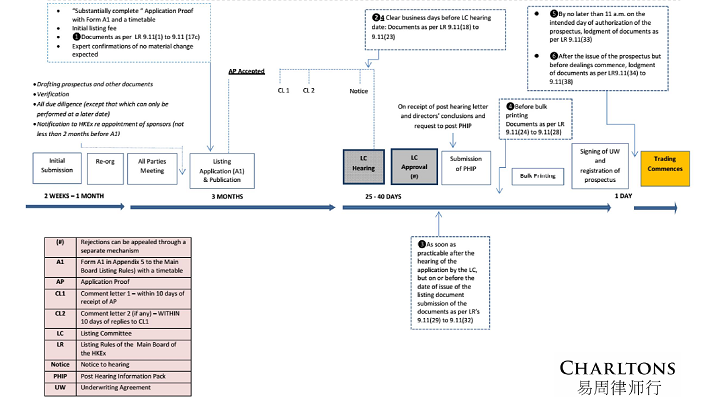 • "Substantially complete " Application Proof
with Form A1 and a timetable
• Initial listing fee
• ❶Documents as per LR 9.11(1) to 9.11 (17c)
• Expert confirmations of no material change
expected
❷4 Clear business days before LC hearing
date: Documents as per LR 9.11(18) to
9.11(23)
• ❺By no later than 11 a.m. on the
intended day of authorization of the
prospectus, lodgment of documents as
per LR 9.11(33)
• ❻After the issue of the prospectus but
before dealings commence, lodgment
of documents as per LR9.11(34) to
9.11(38)
AP Accepted
CL 1
CL 2
Notice
• Drafting prospectus and other documents
• Verification
• All due diligence (except that which can only be
performed at a later date)
• Notification to HKEx re appointment of sponsors (not
less than 2 months before A1)
On receipt of post hearing letter
and directors' conclusions and
request to post PHIP
❹Before bulk
printing
Documents as per LR
9.11(24) to 9.11(28)
Initial
Submission
Re-org
All Parties
Meeting
Listing
Application (A1)
& Publication
LC
Hearing
LC
Approval
(#)
Submission
of PHIP
Bulk Printing
Signing of UW
and
registration of
prospectus
Trading
Commences
2 WEEKS – 1 MONTH
3 MONTHS
25 - 40 DAYS
1 DAY
❸As soon as
practicable after the
hearing of the
application by the LC,
but on or before the
date of issue of the
listing document
submission of the
documents as per LR's
9.11(29) to 9.11(32)
(#) Rejections can be appealed through a
separate mechanism
A1 Form A1 in Appendix 5 to the Main
Board Listing Rules) with a timetable
AP Application Proof
CL1 Comment letter 1 – within 10 days of
receipt of AP
CL2 Comment letter 2 (if any) – WITHIN
10 days of replies to CL1
LC Listing Committee
LR Listing Rules of the Main Board of
the HKEx
Notice Notice to hearing
PHIP Post Hearing Information Pack
UW Underwriting Agreement
CHARLTONS
易周律师行